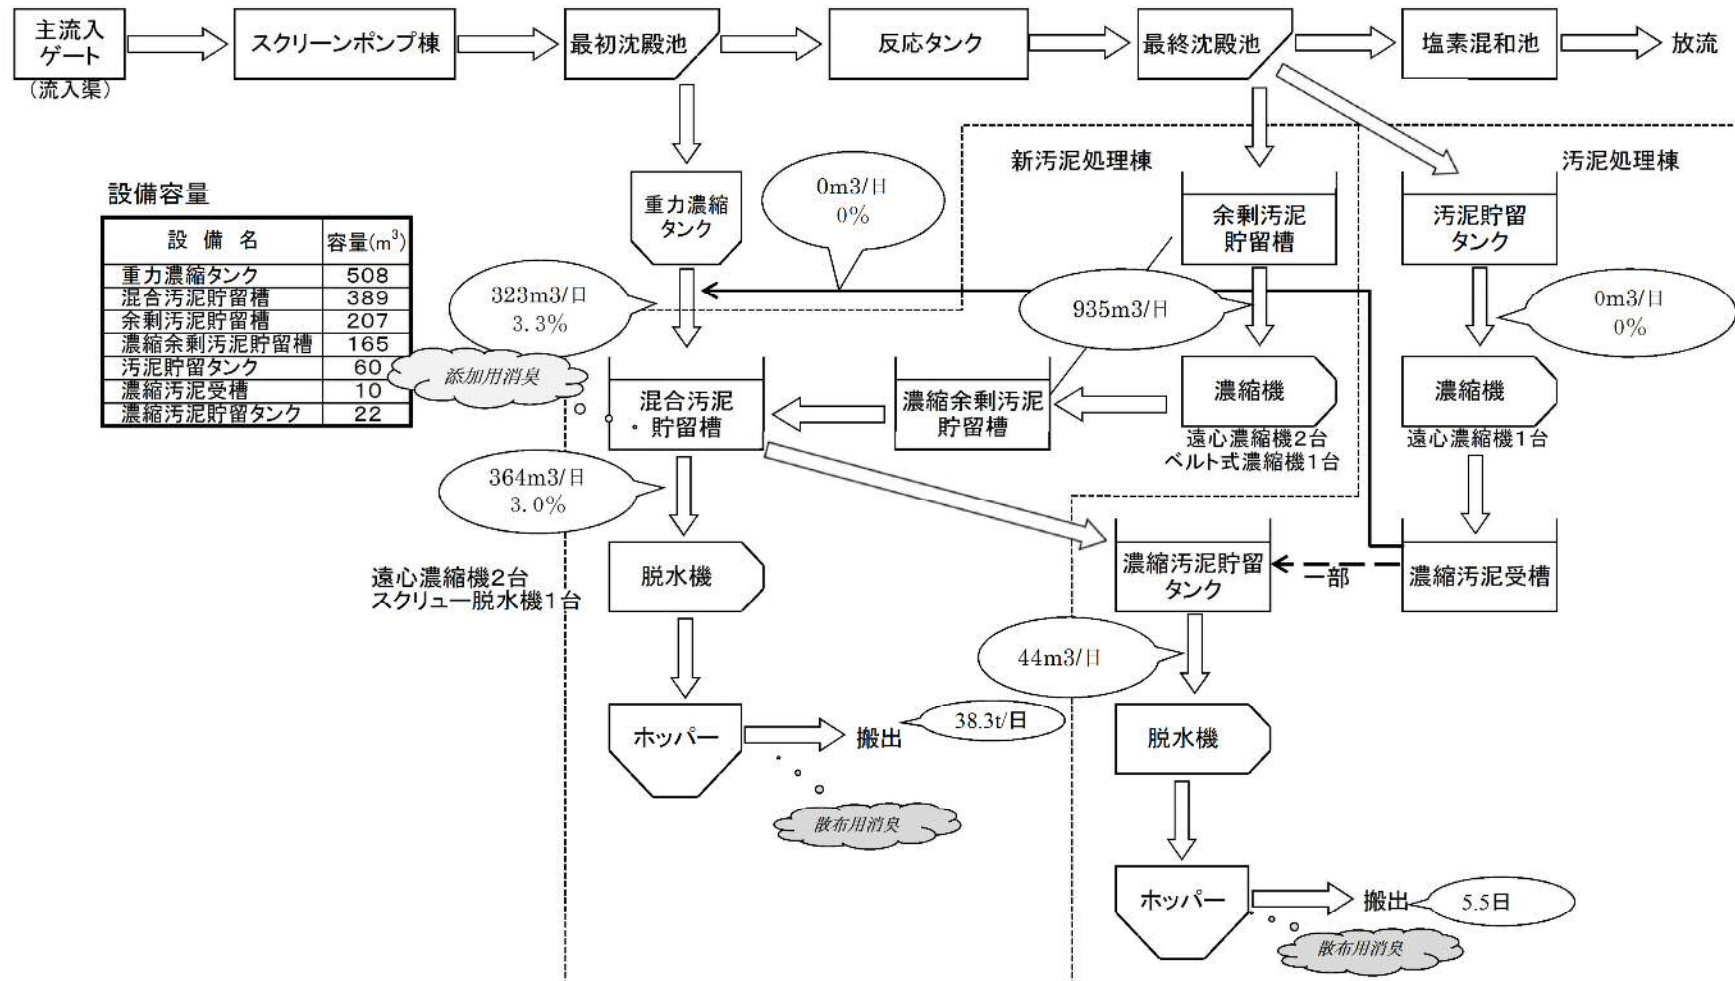 主流入
ゲート
(流入渠)
スクリーンポンプ棟
最初沈殿池
反応タンク
最終沈殿池
塩素混和池
放流
新汚泥処理棟
汚泥処理棟
設備容量
設 備 名 容量(m³)
重力濃縮タンク 508
混合汚泥貯留槽 389
余剰汚泥貯留槽 207
濃縮余剰汚泥貯留槽 165
汚泥貯留タンク 60
濃縮汚泥受槽 10
濃縮汚泥貯留タンク 22
重力濃縮
タンク
0m3/日
0%
余剰汚泥
貯留槽
汚泥貯留
タンク
323m3/日
3.3%
935m3/日
0m3/日
0%
添加用消臭
混合汚泥
貯留槽
濃縮余剰汚泥
貯留槽
濃縮機
遠心濃縮機2台
ベルト式濃縮機1台
濃縮機
遠心濃縮機1台
364m3/日
3.0%
遠心濃縮機2台
スクリュー脱水機1台
脱水機
濃縮汚泥貯留
タンク
一部
濃縮汚泥受槽
44m3/日
ホッパー
搬出
38.3t/日
散布用消臭
脱水機
ホッパー
搬出
5.5日
散布用消臭